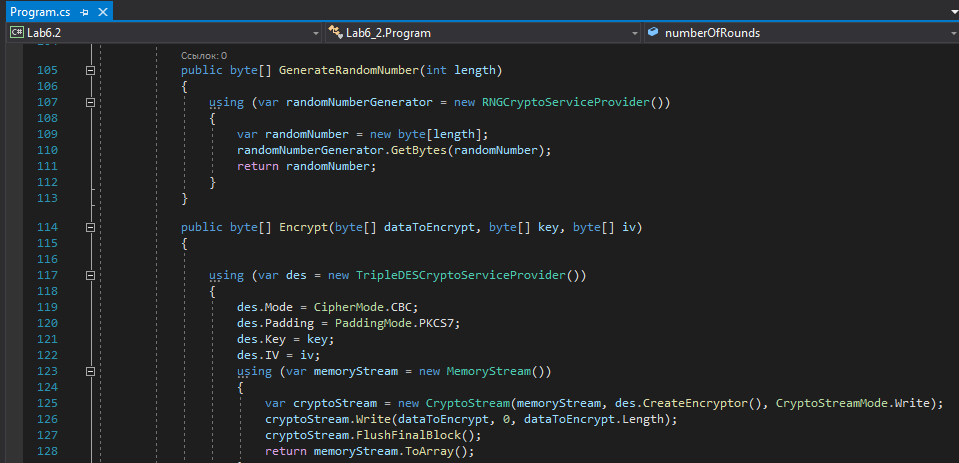 Program.cs
Lab6.2 Lab6_2.Program numberOfRounds
Ссылок: 0
105 public byte[] GenerateRandomNumber(int length)
106 {
107 using (var randomNumberGenerator = new RNGCryptoServiceProvider())
108 {
109 var randomNumber = new byte[length];
110 randomNumberGenerator.GetBytes(randomNumber);
111 return randomNumber;
112 }
113 }
114 public byte[] Encrypt(byte[] dataToEncrypt, byte[] key, byte[] iv)
115 {
116
117 using (var des = new TripleDESCryptoServiceProvider())
118 {
119 des.Mode = CipherMode.CBC;
120 des.Padding = PaddingMode.PKCS7;
121 des.Key = key;
122 des.IV = iv;
123 using (var memoryStream = new MemoryStream())
124 {
125 var cryptoStream = new CryptoStream(memoryStream, des.CreateEncryptor(), CryptoStreamMode.Write);
126 cryptoStream.Write(dataToEncrypt, 0, dataToEncrypt.Length);
127 cryptoStream.FlushFinalBlock();
128 return memoryStream.ToArray();